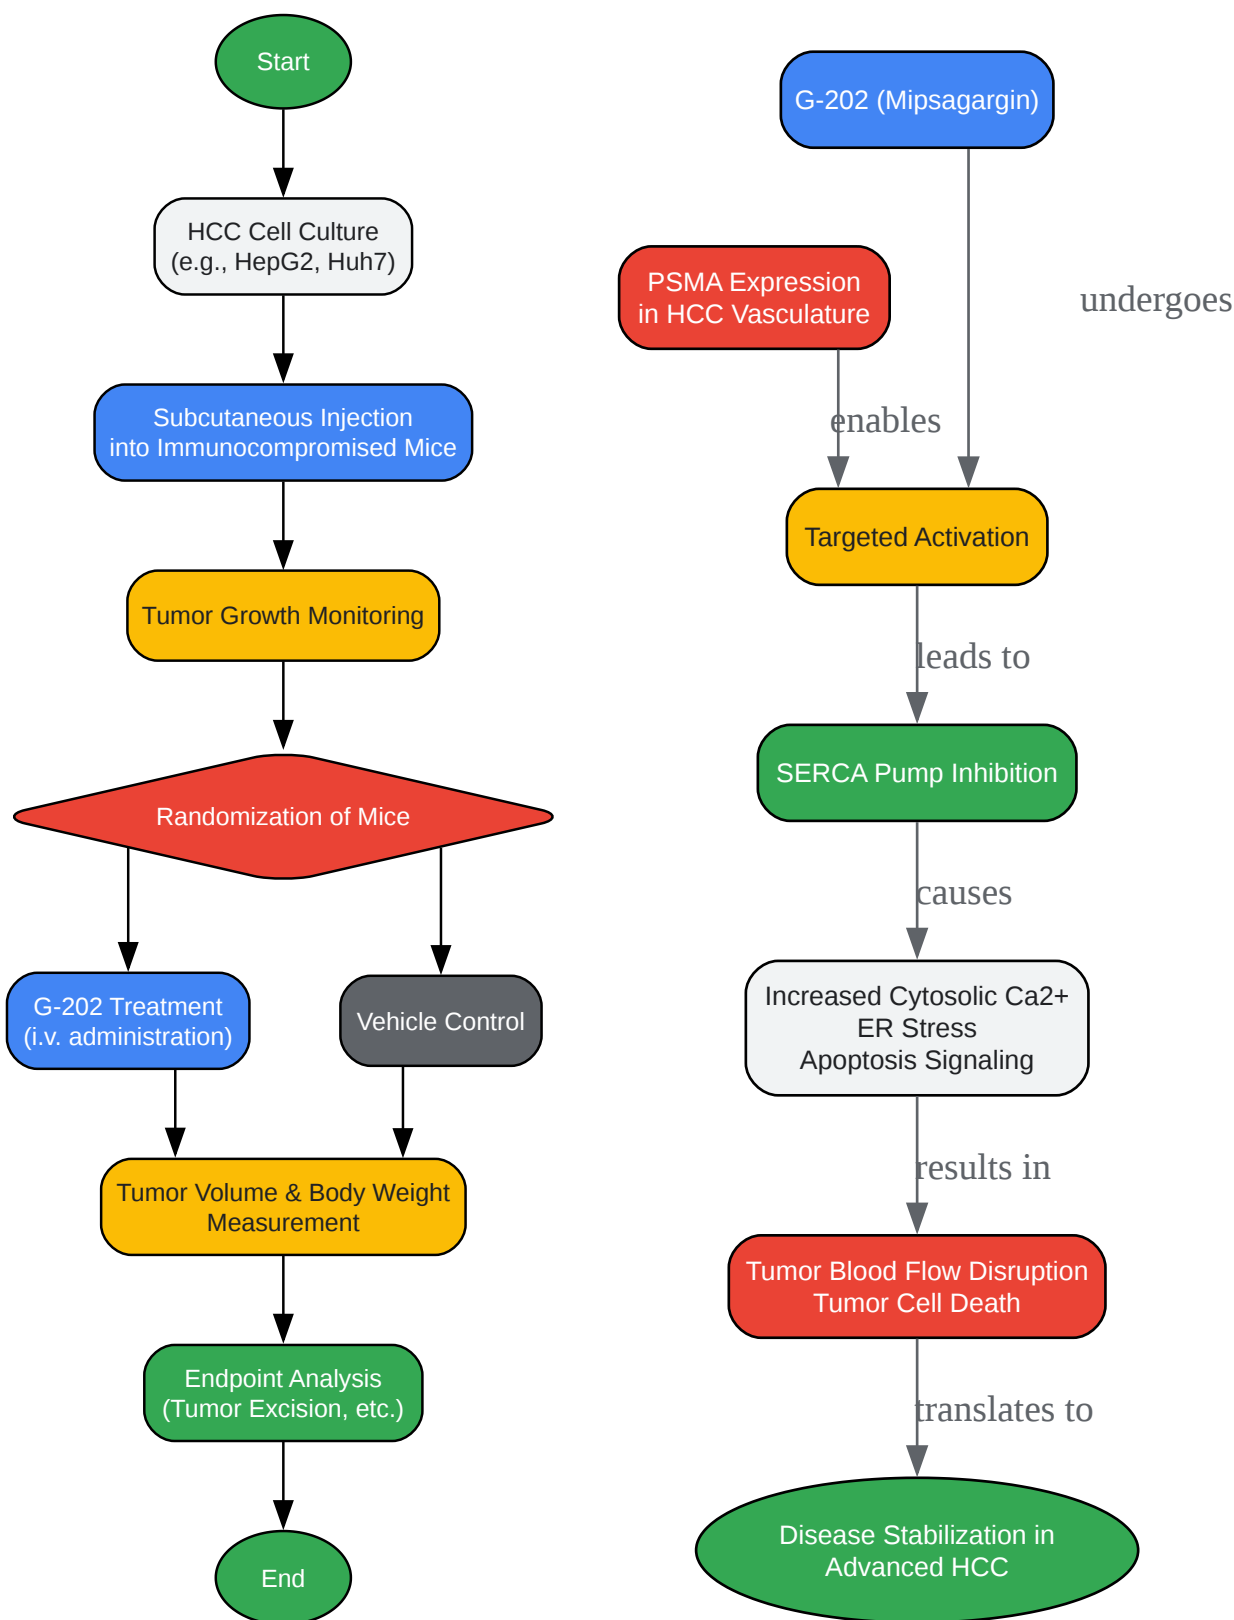 Start
HCC Cell Culture
(e.g., HepG2, Huh7)
Subcutaneous Injection
into Immunocompromised Mice
Tumor Growth Monitoring
Randomization of Mice
G-202 Treatment
(i.v. administration)
Vehicle Control
Tumor Volume & Body Weight
Measurement
Endpoint Analysis
(Tumor Excision, etc.)
End
G-202 (Mipsagargin)
undergoes
PSMA Expression
in HCC Vasculature
enables
Targeted Activation
leads to
SERCA Pump Inhibition
causes
Increased Cytosolic Ca2+
ER Stress
Apoptosis Signaling
results in
Tumor Blood Flow Disruption
Tumor Cell Death
translates to
Disease Stabilization in
Advanced HCC